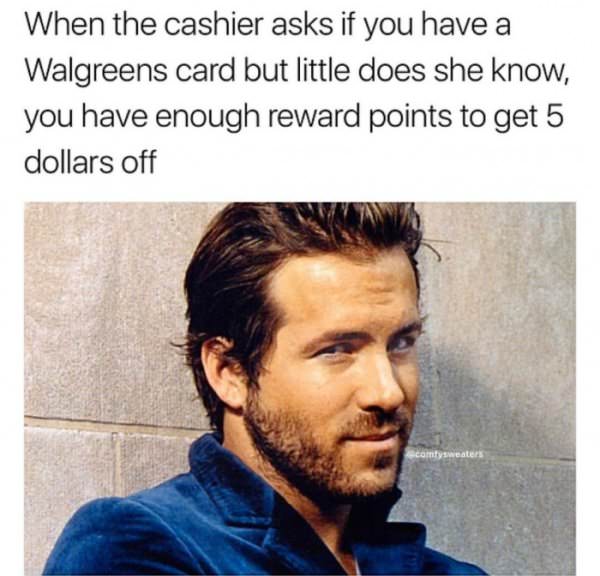 When the cashier asks if you have a
Walgreens card but little does she know,
you have enough reward points to get 5
dollars off
@comfysweaters